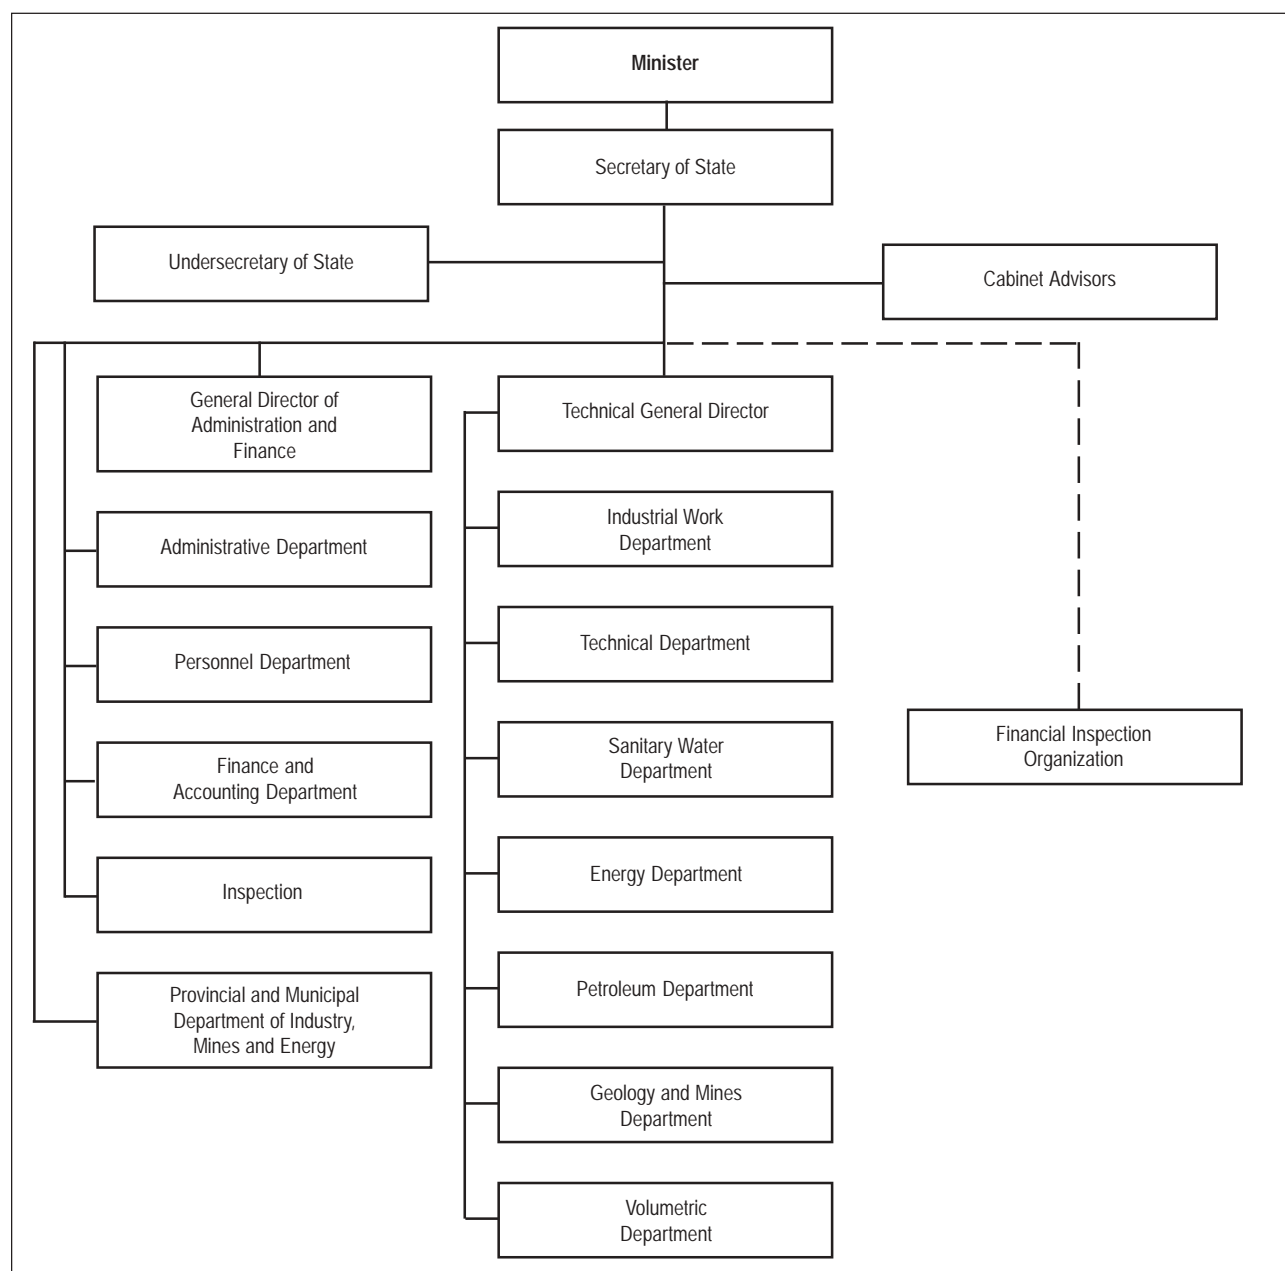 Minister
Secretary of State
Undersecretary of State
Cabinet Advisors
General Director of
Administration and
Finance
Administrative Department
Personnel Department
Finance and
Accounting Department
Inspection
Provincial and Municipal
Department of Industry,
Mines and Energy
Technical General Director
Industrial Work
Department
Technical Department
Sanitary Water
Department
Energy Department
Petroleum Department
Geology and Mines
Department
Volumetric
Department
Financial Inspection
Organization